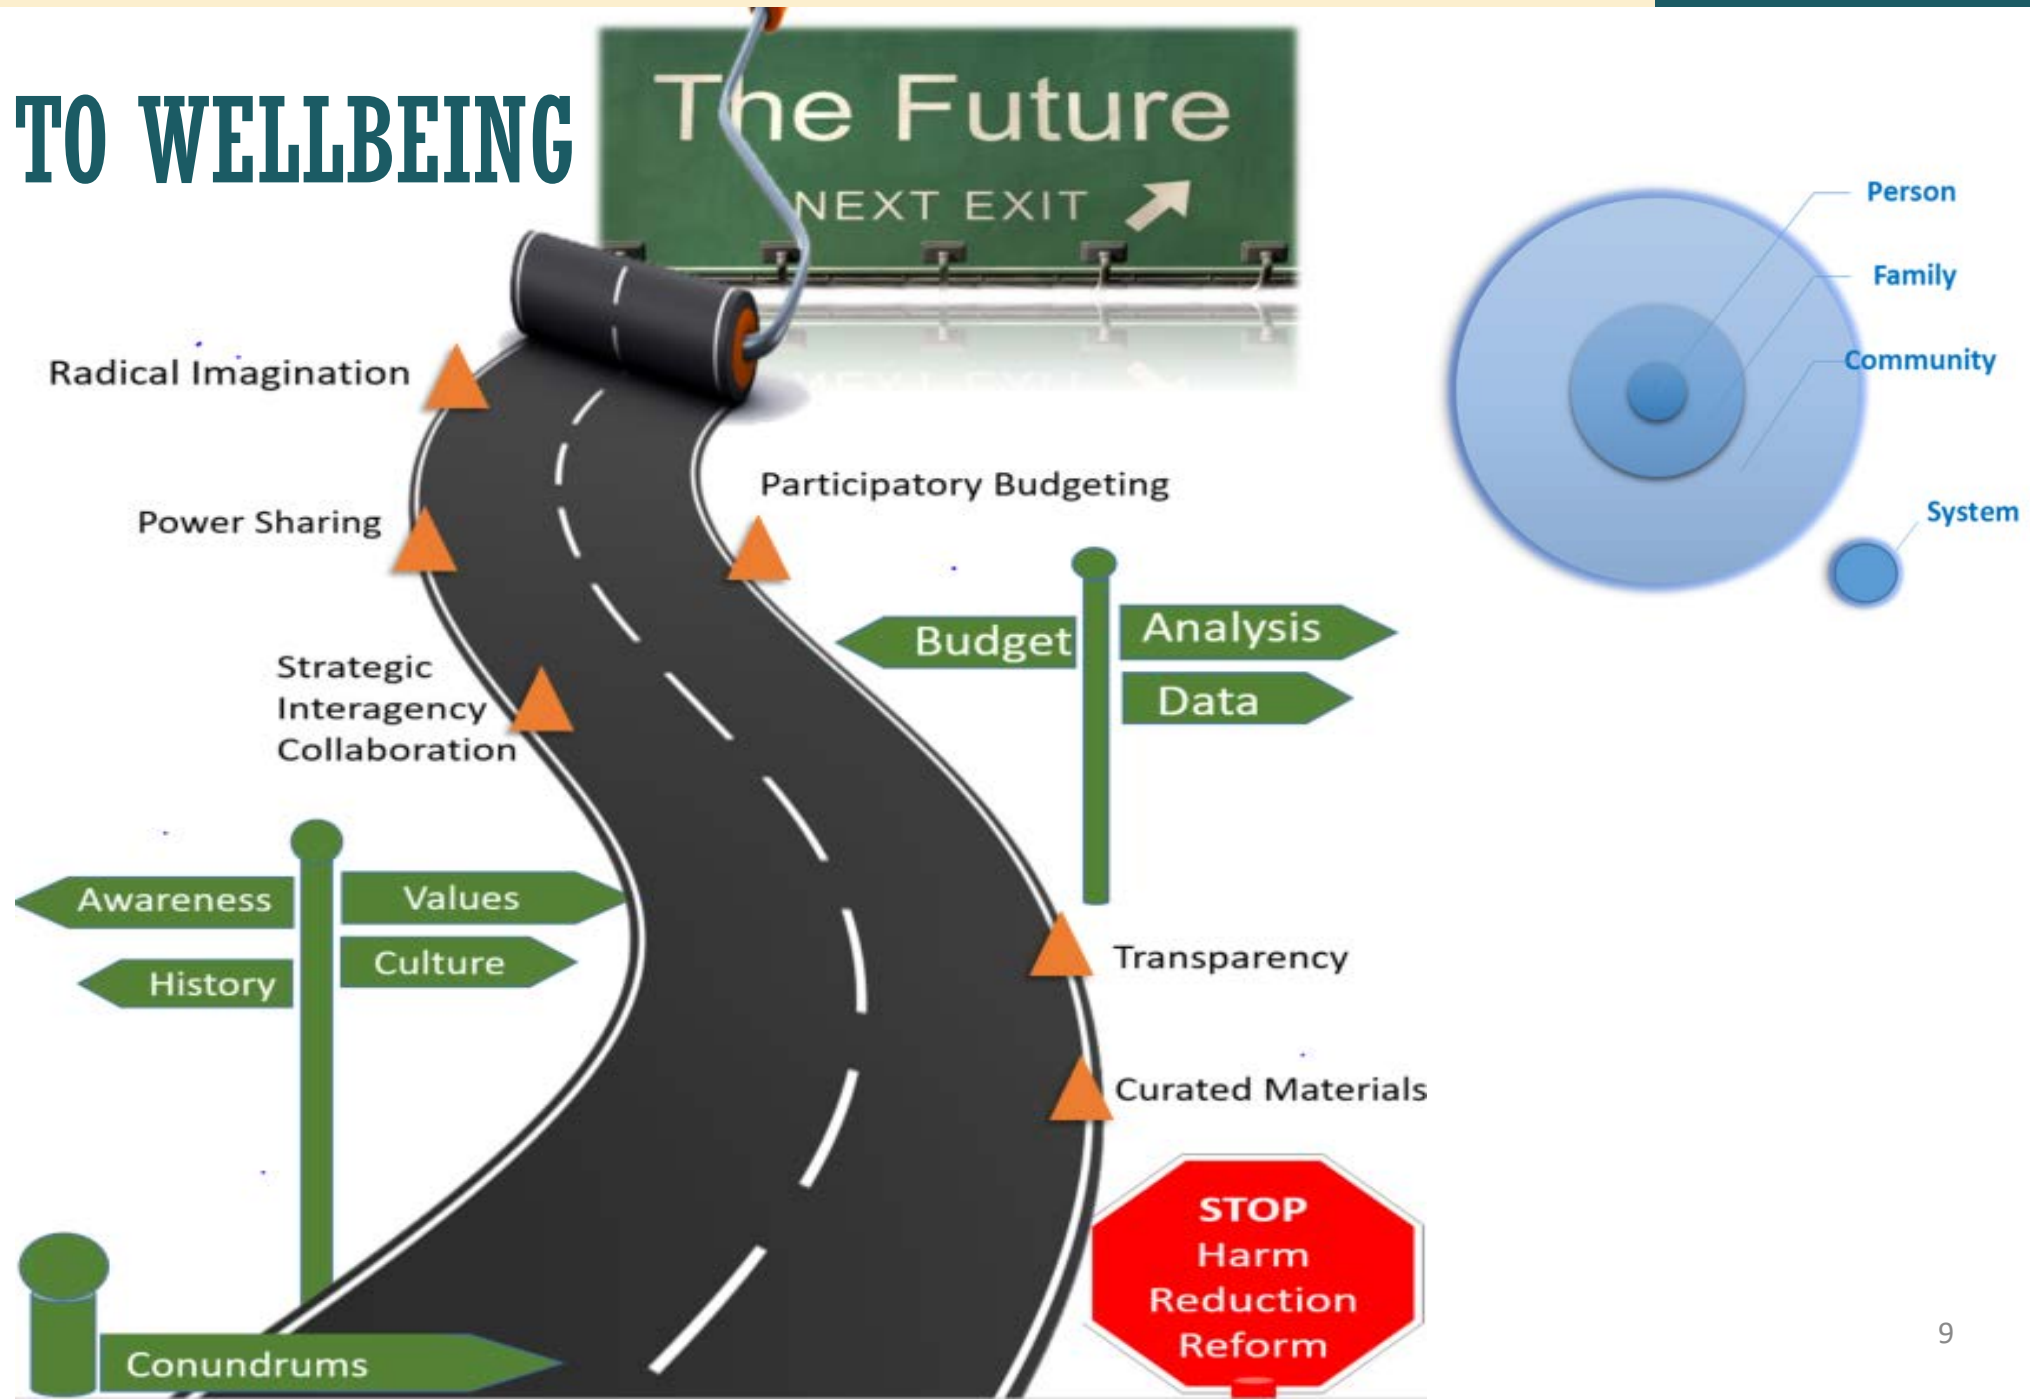 TO WELLBEING
The Future
NEXT EXIT
Person
Family
Community
System
Radical Imagination
Participatory Budgeting
Power Sharing
Budget
Analysis
Data
Strategic
Interagency
Collaboration
Awareness
Values
History
Culture
Transparency
Curated Materials
STOP
Harm
Reduction
Reform
Conundrums
9